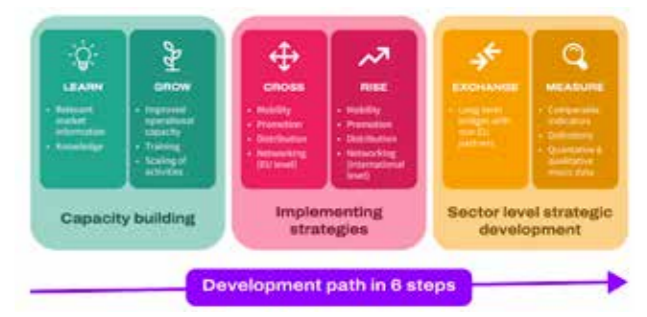 LEARN
• Relevant
market
information
• Knowledge
GROW
• Improved
operational
capacity
• Training
• Scaling of
activities
CROSS
• Mobility
• Promotion
• Distribution
• Networking
(EU level)
RISE
• Mobility
• Promotion
• Distribution
• Networking
(international
level)
EXCHANGE
• Long term
bridges with
non EU
partners
MEASURE
• Comparable
indicators
• Definitions
• Quantitative &
qualitative
music data
Capacity building
Implementing
strategies
Sector level strategic
development
Development path in 6 steps